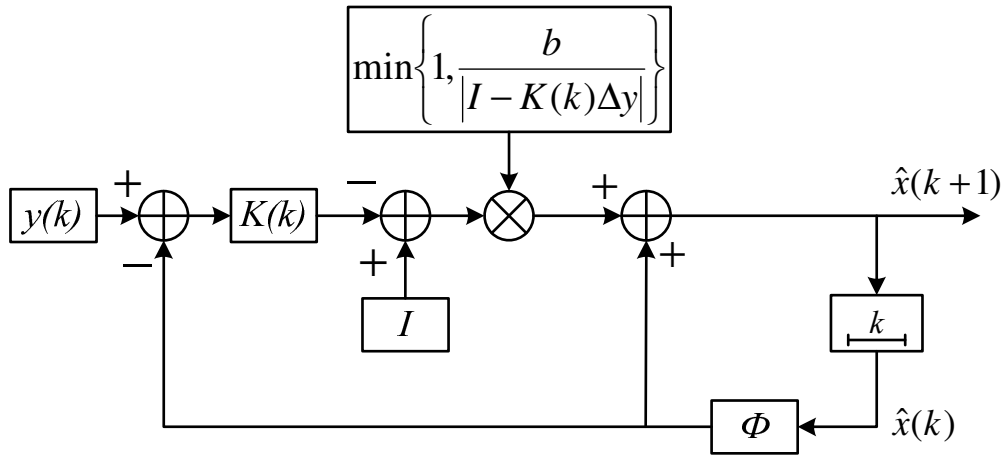 min{1, b / |I − K(k)Δy|}
+ − + x̂(k+1)
y(k) K(k)
− + +
I k
Φ x̂(k)